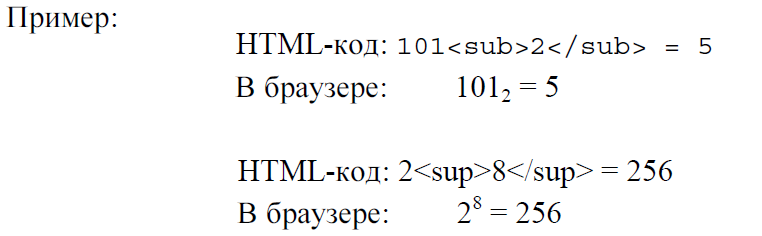 Пример:
HTML-код: 101<sub>2</sub> = 5
В браузере: 101₂ = 5
HTML-код: 2<sup>8</sup> = 256
В браузере: 2⁸ = 256